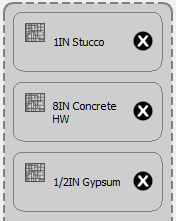 1IN Stucco
8IN Concrete
HW
1/2IN Gypsum